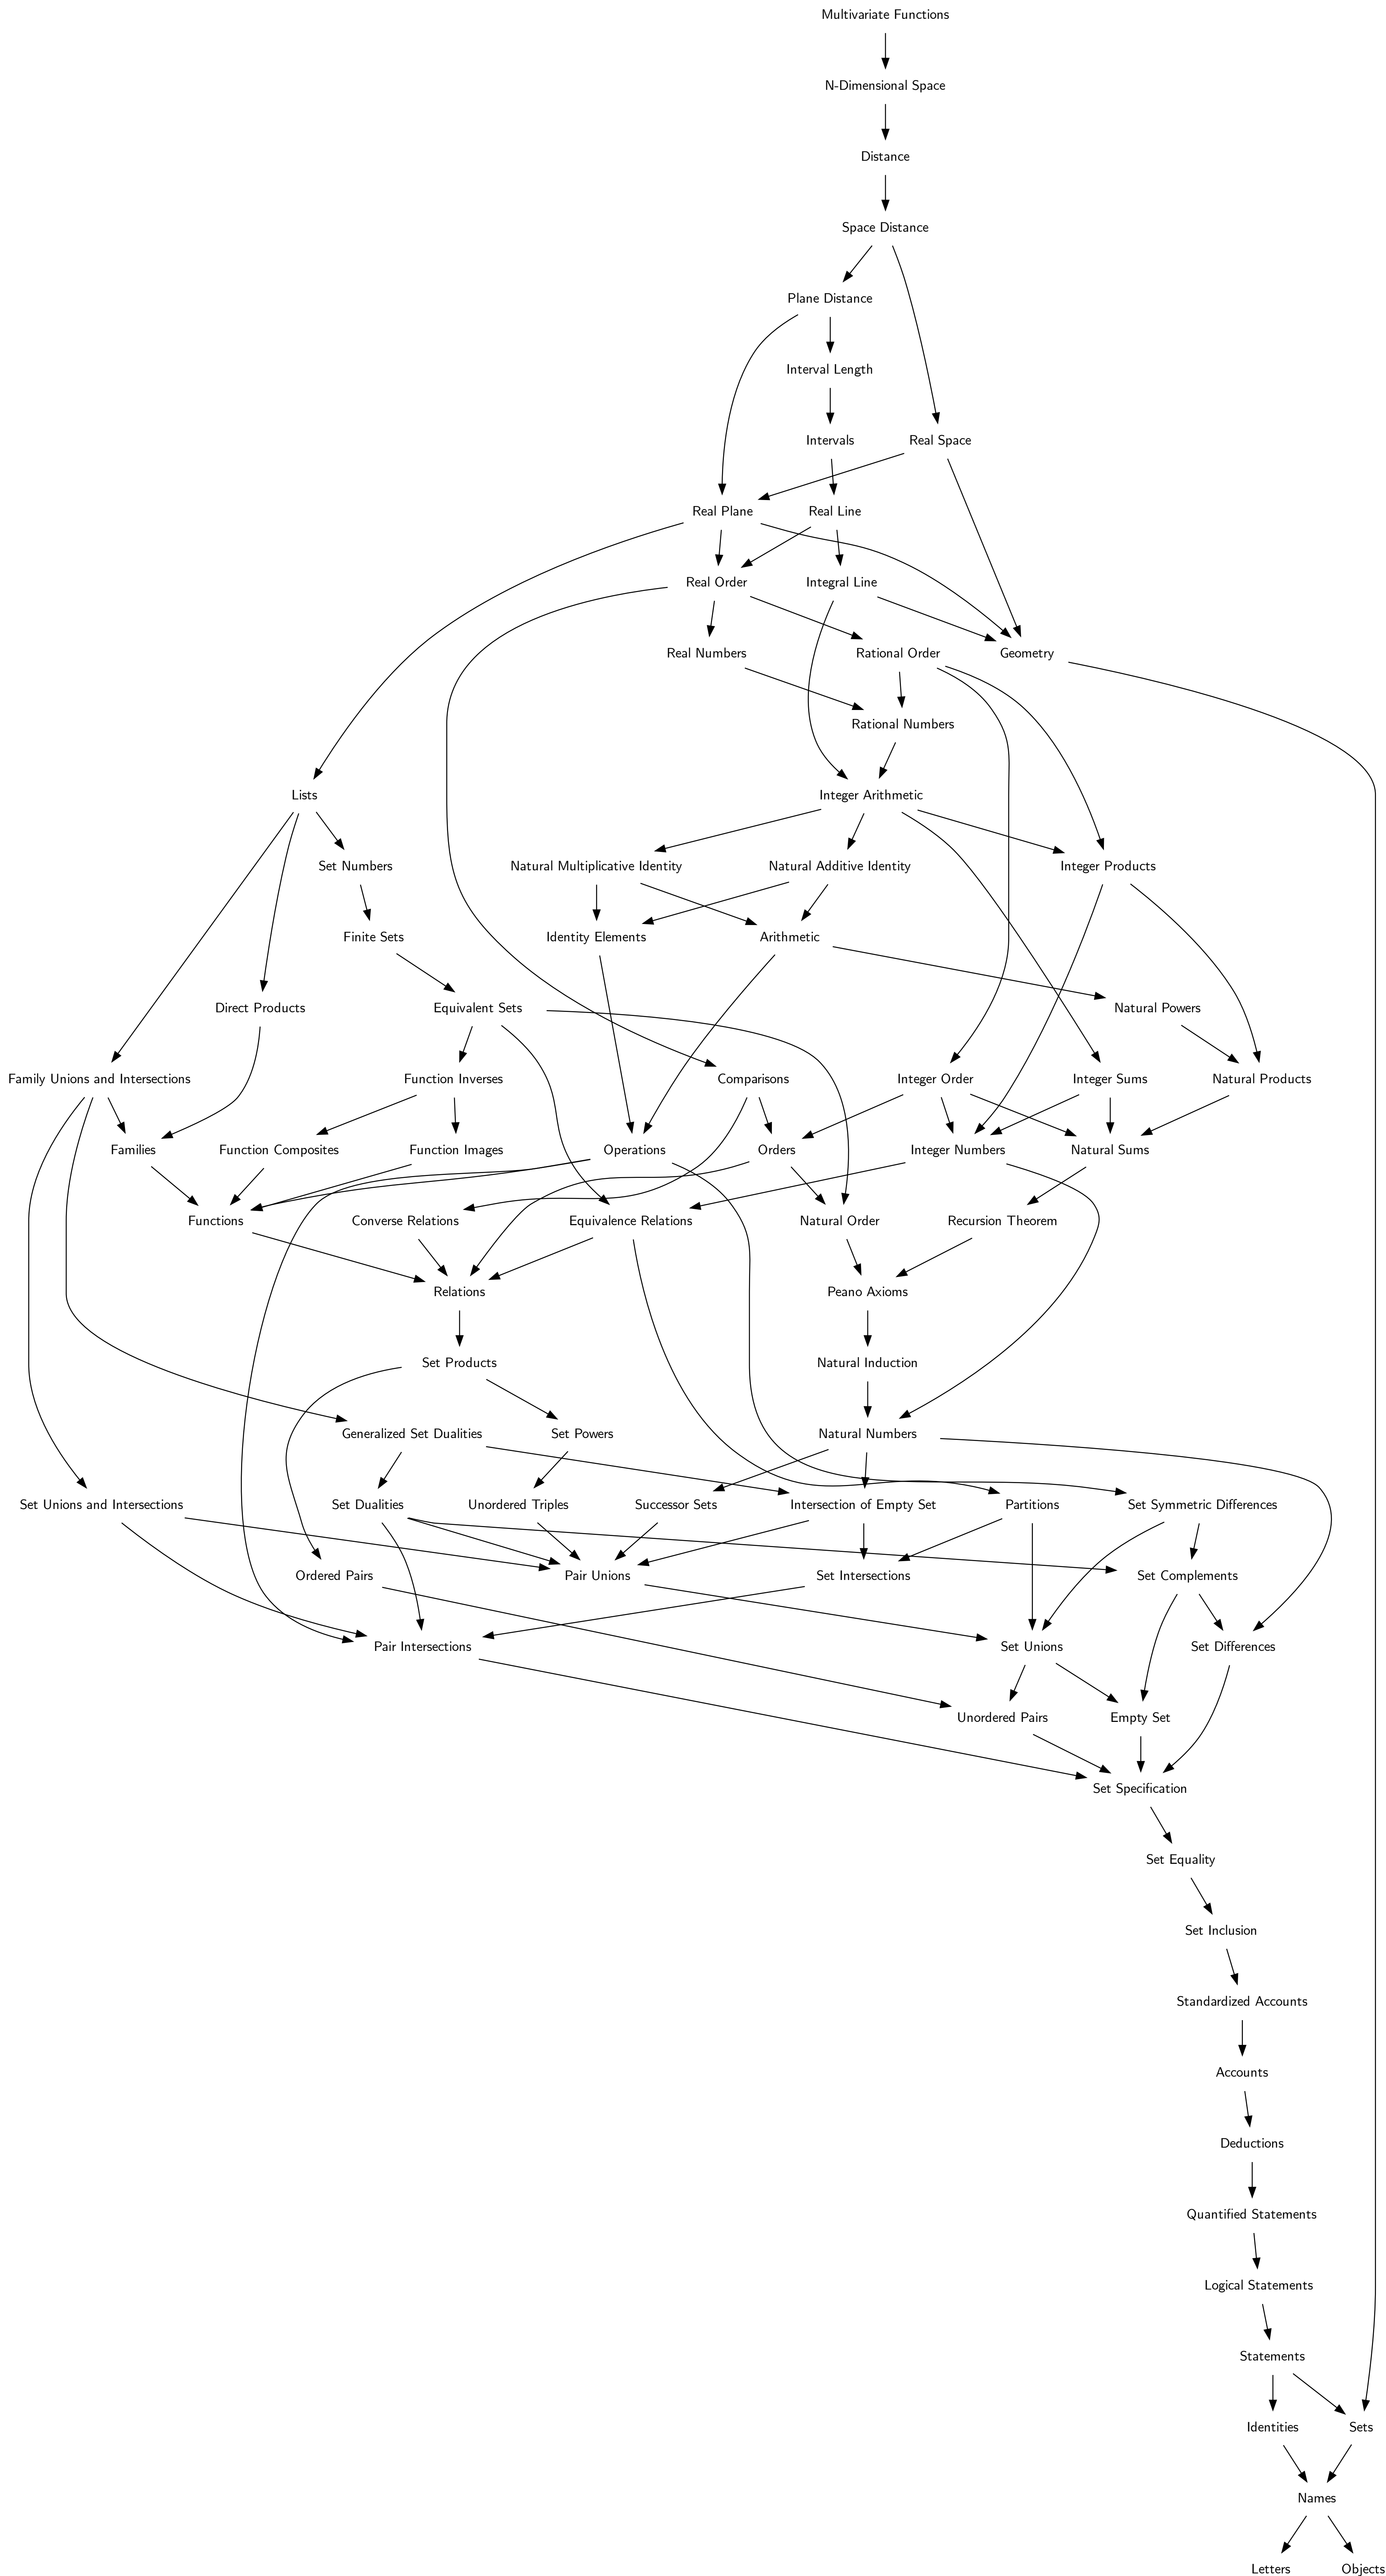 Multivariate Functions
N-Dimensional Space
Distance
Space Distance
Plane Distance
Interval Length
Intervals
Real Space
Real Plane
Real Line
Real Order
Integral Line
Real Numbers
Rational Order
Geometry
Rational Numbers
Lists
Integer Arithmetic
Set Numbers
Natural Multiplicative Identity
Natural Additive Identity
Integer Products
Finite Sets
Identity Elements
Arithmetic
Direct Products
Equivalent Sets
Natural Powers
Family Unions and Intersections
Function Inverses
Comparisons
Integer Order
Integer Sums
Natural Products
Families
Function Composites
Function Images
Operations
Orders
Integer Numbers
Natural Sums
Functions
Converse Relations
Equivalence Relations
Natural Order
Recursion Theorem
Relations
Peano Axioms
Set Products
Natural Induction
Generalized Set Dualities
Set Powers
Natural Numbers
Set Unions and Intersections
Set Dualities
Unordered Triples
Successor Sets
Intersection of Empty Set
Partitions
Set Symmetric Differences
Ordered Pairs
Pair Unions
Set Intersections
Set Complements
Pair Intersections
Set Unions
Set Differences
Unordered Pairs
Empty Set
Set Specification
Set Equality
Set Inclusion
Standardized Accounts
Accounts
Deductions
Quantified Statements
Logical Statements
Statements
Identities
Sets
Names
Letters
Objects